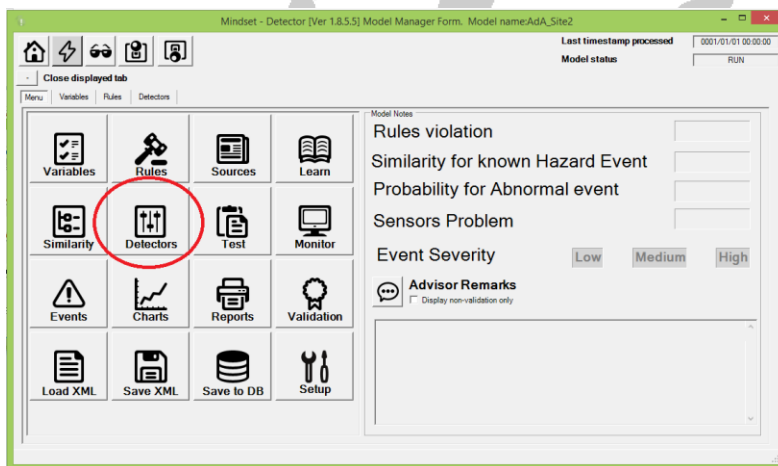 Mindset - Detector [Ver 1.8.5.5] Model Manager Form. Model name:AdA_Site2
Last timestamp processed 0001/01/01 00:00:00
Model status RUN
Close displayed tab
Menu Variables Rules Detectors
Model Notes
Variables Rules Sources Learn
Similarity Detectors Test Monitor
Events Charts Reports Validation
Load XML Save XML Save to DB Setup
Rules violation
Similarity for known Hazard Event
Probability for Abnormal event
Sensors Problem
Event Severity Low Medium High
Advisor Remarks
Display non-validation only